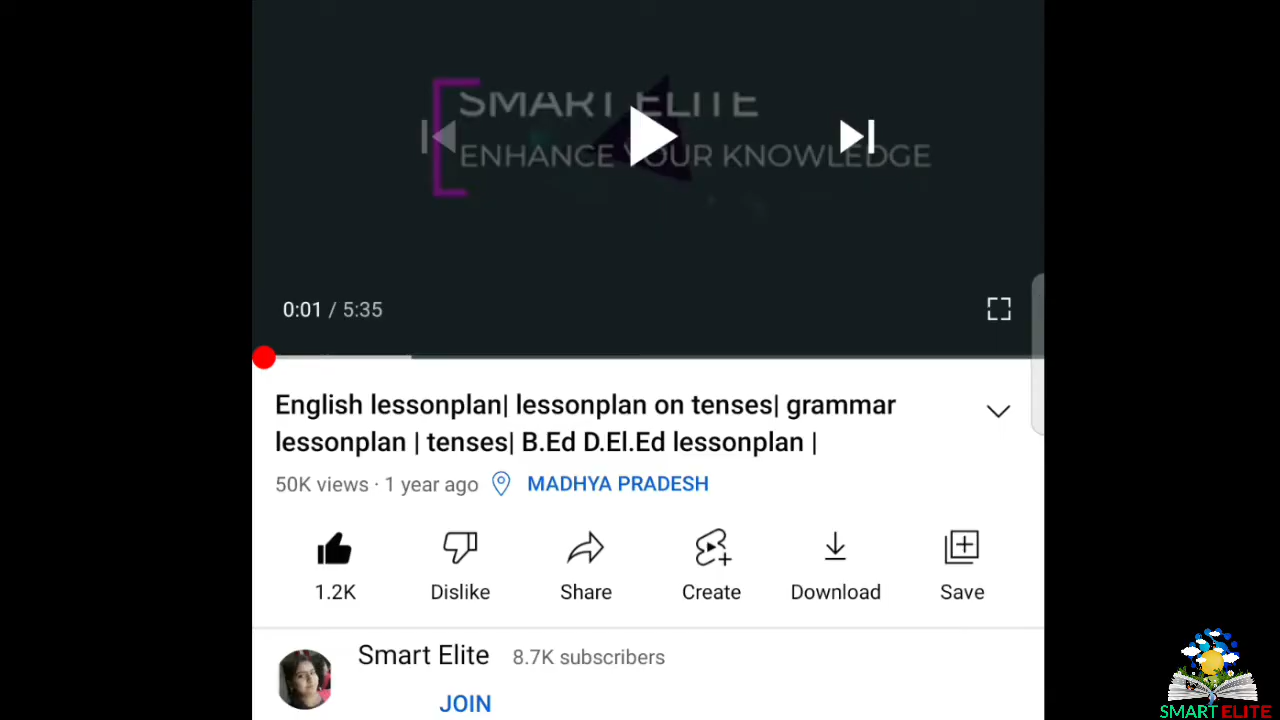 SMART ELITE
ENHANCE YOUR KNOWLEDGE
0:01 / 5:35
English lessonplan| lessonplan on tenses| grammar
lessonplan | tenses| B.Ed D.El.Ed lessonplan |
50K views · 1 year ago MADHYA PRADESH
1.2K Dislike Share Create Download Save
Smart Elite 8.7K subscribers
JOIN
SMART ELITE